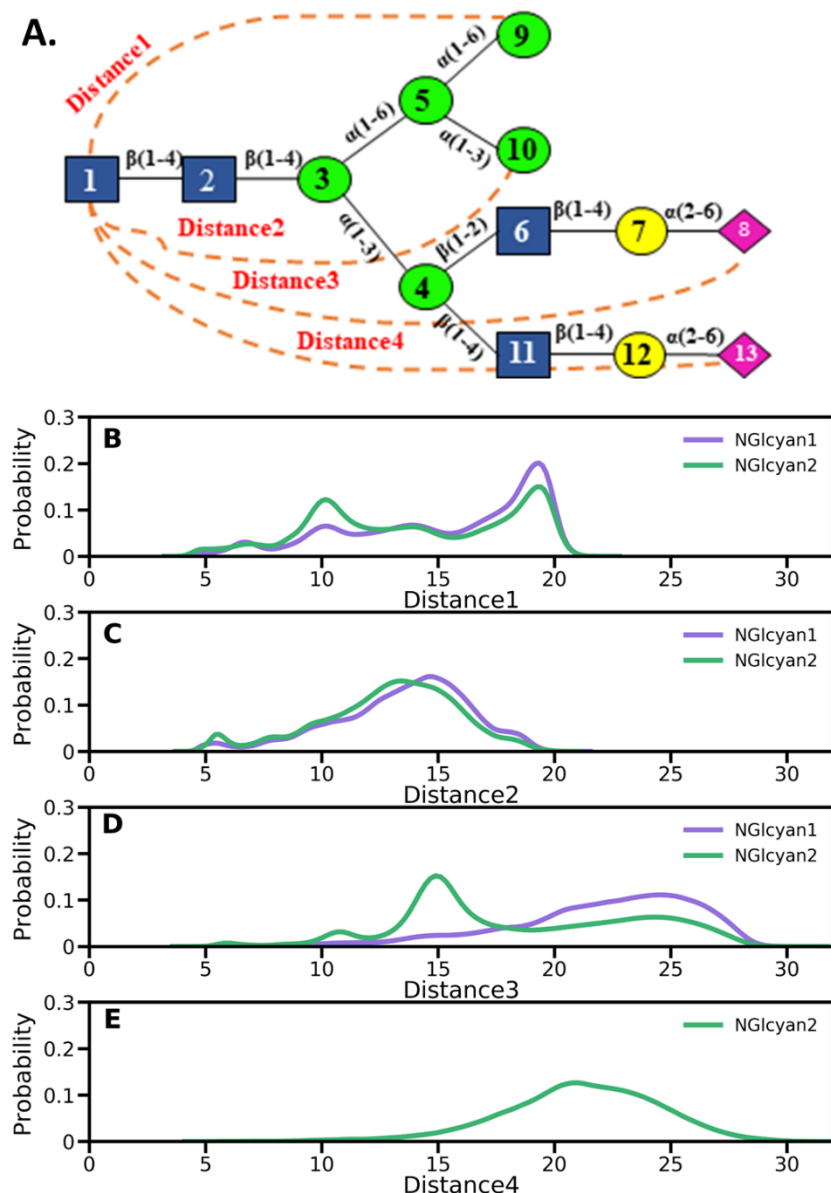 A.
9
α(1-6)
Distance1
5
α(1-6)
α(1-3)
10
1
β(1-4)
2
β(1-4)
3
Distance2
α(1-3)
6
β(1-4)
7
α(2-6)
8
β(1-2)
Distance3
4
Distance4
β(1-4)
11
β(1-4)
12
α(2-6)
13
B
NGlcyan1
NGlcyan2
Probability
0.3
0.2
0.1
0
0 5 10 15 20 25 30
Distance1
C
NGlcyan1
NGlcyan2
Probability
0.3
0.2
0.1
0
0 5 10 15 20 25 30
Distance2
D
NGlcyan1
NGlcyan2
Probability
0.3
0.2
0.1
0
0 5 10 15 20 25 30
Distance3
E
NGlcyan2
Probability
0.3
0.2
0.1
0
0 5 10 15 20 25 30
Distance4